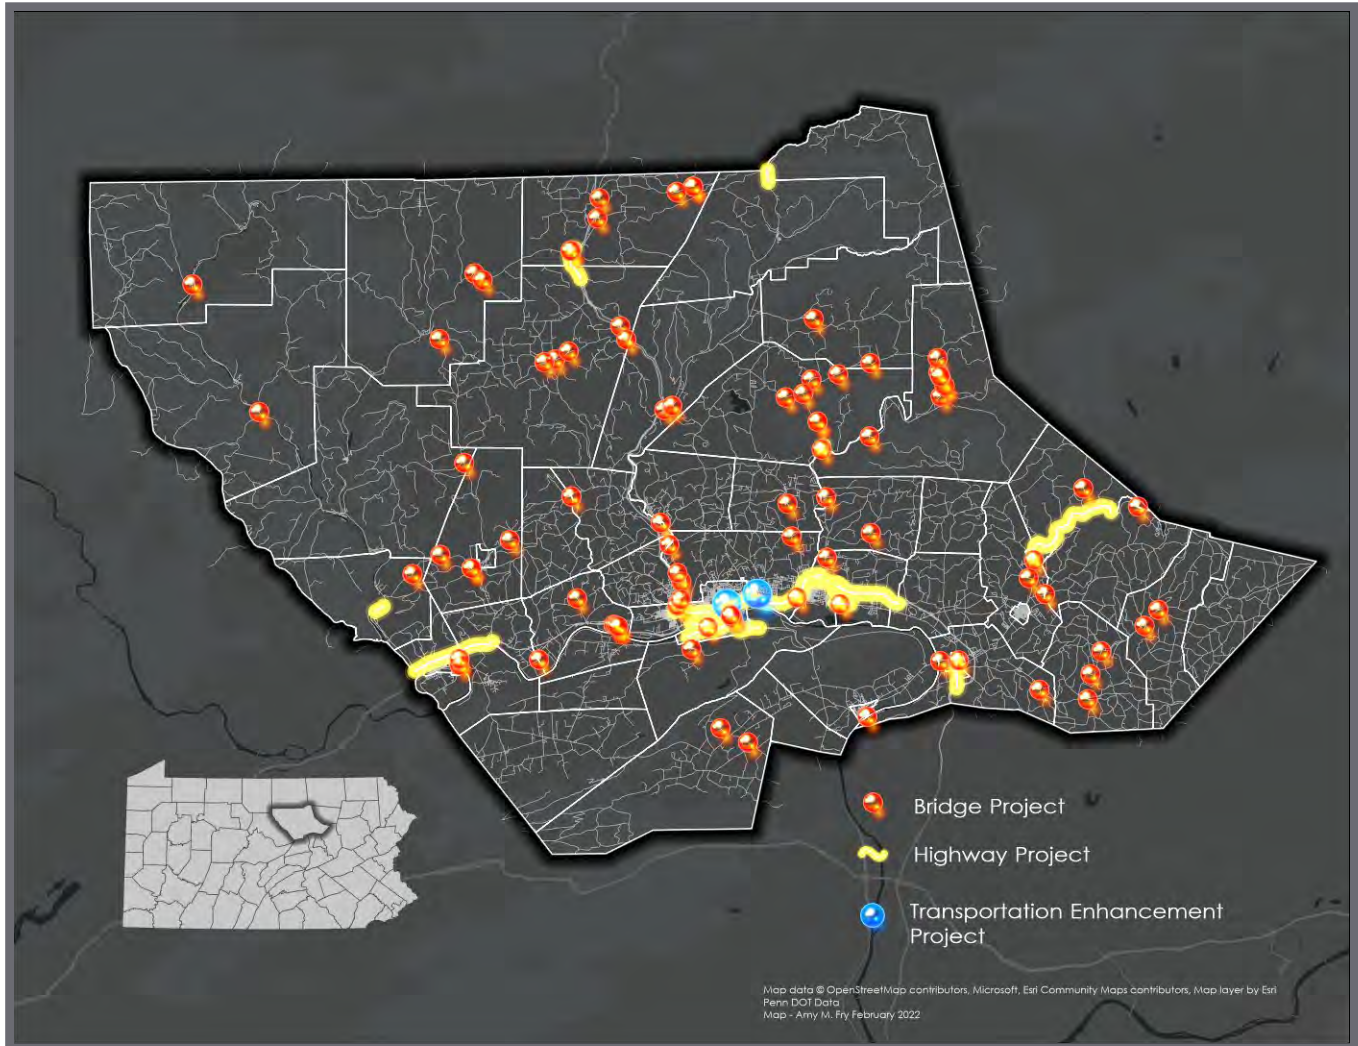 Bridge Project
Highway Project
Transportation Enhancement
Project
Map data © OpenStreetMap contributors, Microsoft, Esri Community Maps contributors, Map layer by Esri
Penn DOT Data
Map - Amy M. Fry February 2022